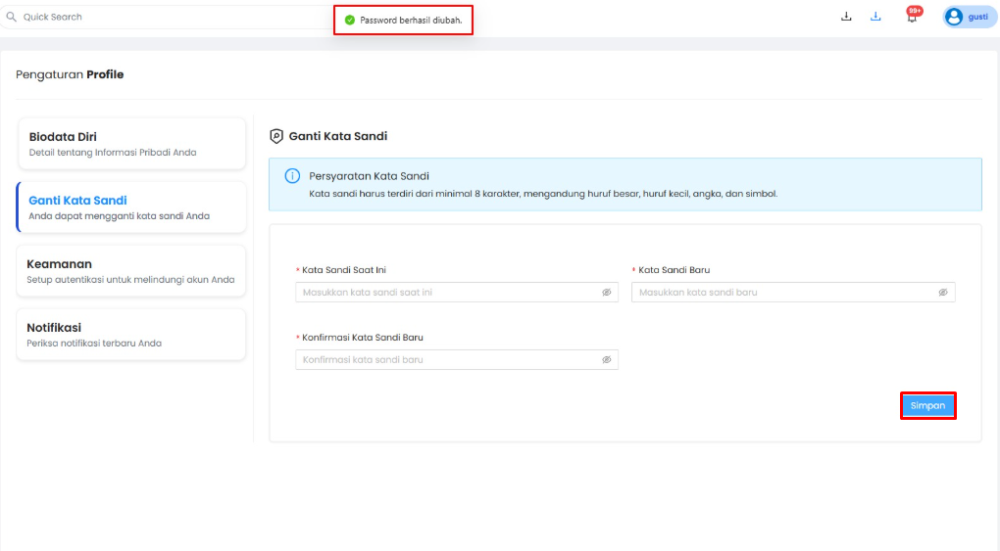 Quick Search
Password berhasil diubah.
99+
gusti
Pengaturan Profile
Biodata Diri
Detail tentang Informasi Pribadi Anda
Ganti Kata Sandi
Anda dapat mengganti kata sandi Anda
Keamanan
Setup autentikasi untuk melindungi akun Anda
Notifikasi
Periksa notifikasi terbaru Anda
Ganti Kata Sandi
Persyaratan Kata Sandi
Kata sandi harus terdiri dari minimal 8 karakter, mengandung huruf besar, huruf kecil, angka, dan simbol.
* Kata Sandi Saat Ini
Masukkan kata sandi saat ini
* Kata Sandi Baru
Masukkan kata sandi baru
* Konfirmasi Kata Sandi Baru
Konfirmasi kata sandi baru
Simpan